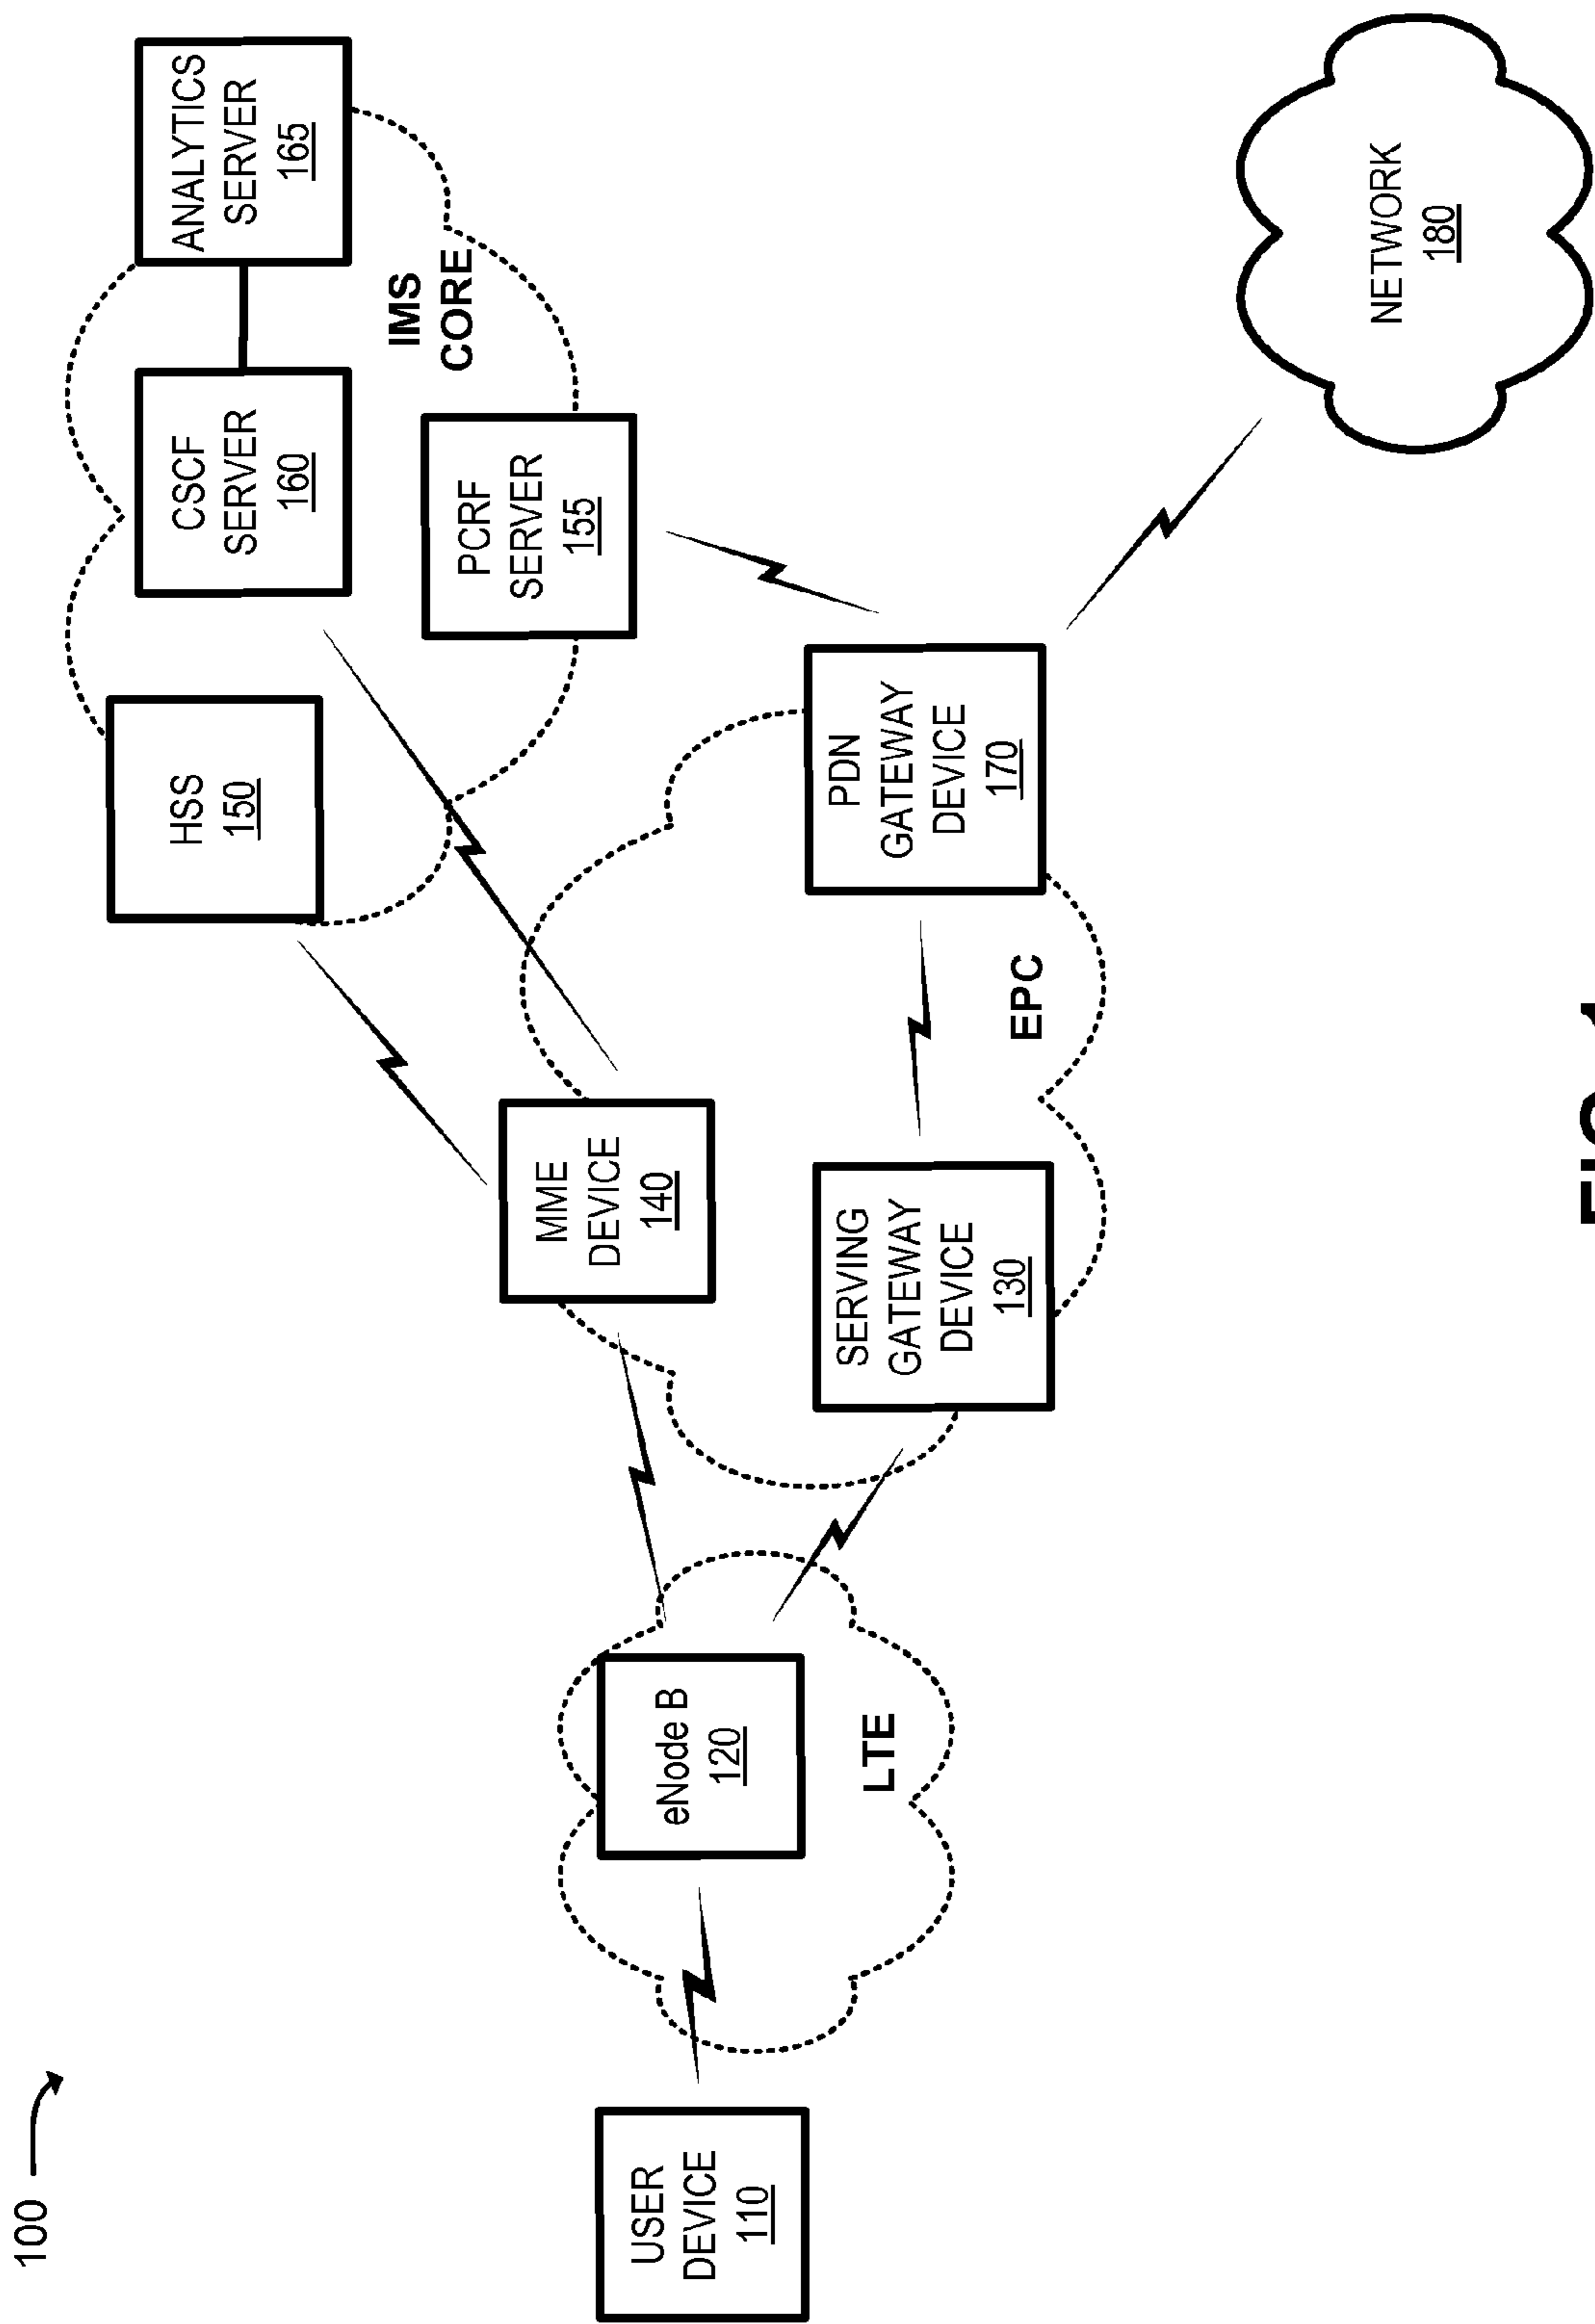 100
USER
DEVICE
110
eNode B
120
LTE
MME
DEVICE
140
SERVING
GATEWAY
DEVICE
130
EPC
PDN
GATEWAY
DEVICE
170
HSS
150
CSCF
SERVER
160
ANALYTICS
SERVER
165
IMS
CORE
PCRF
SERVER
155
NETWORK
180